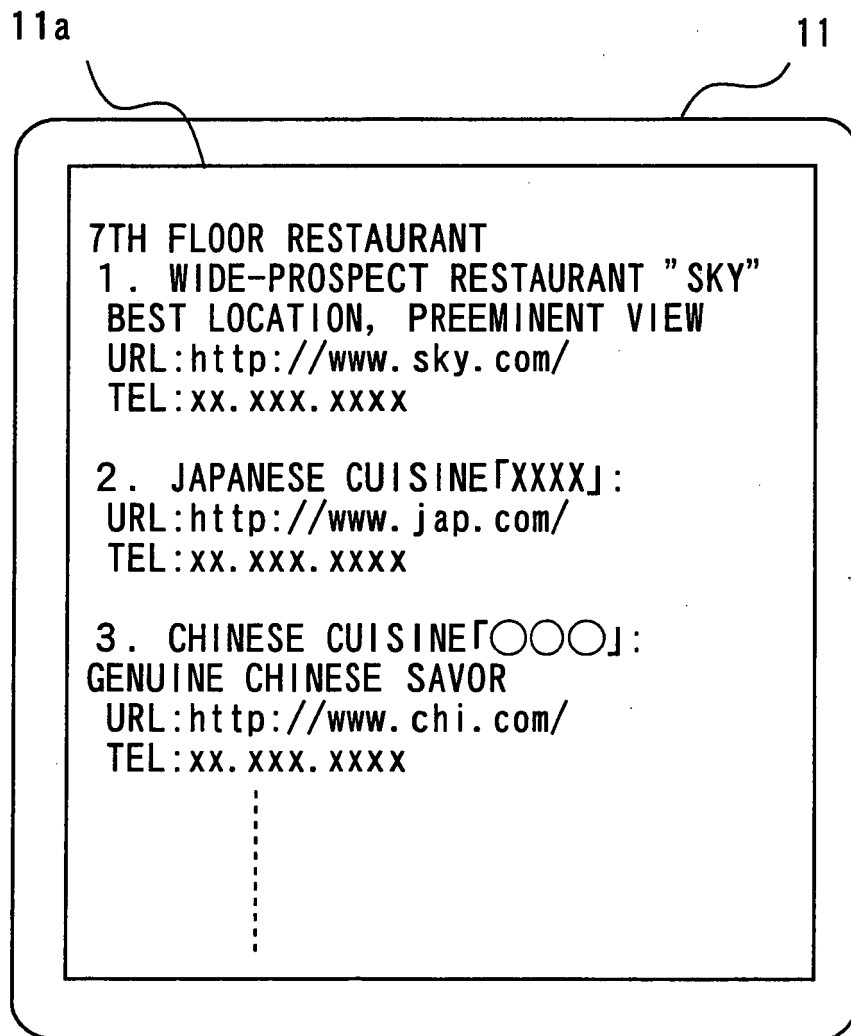 11a
11
7TH FLOOR RESTAURANT
1. WIDE-PROSPECT RESTAURANT "SKY"
BEST LOCATION, PREEMINENT VIEW
URL:http://www.sky.com/
TEL:xx.xxx.xxxx
2. JAPANESE CUISINE「XXXX」:
URL:http://www.jap.com/
TEL:xx.xxx.xxxx
3. CHINESE CUISINE「○○○」:
GENUINE CHINESE SAVOR
URL:http://www.chi.com/
TEL:xx.xxx.xxxx